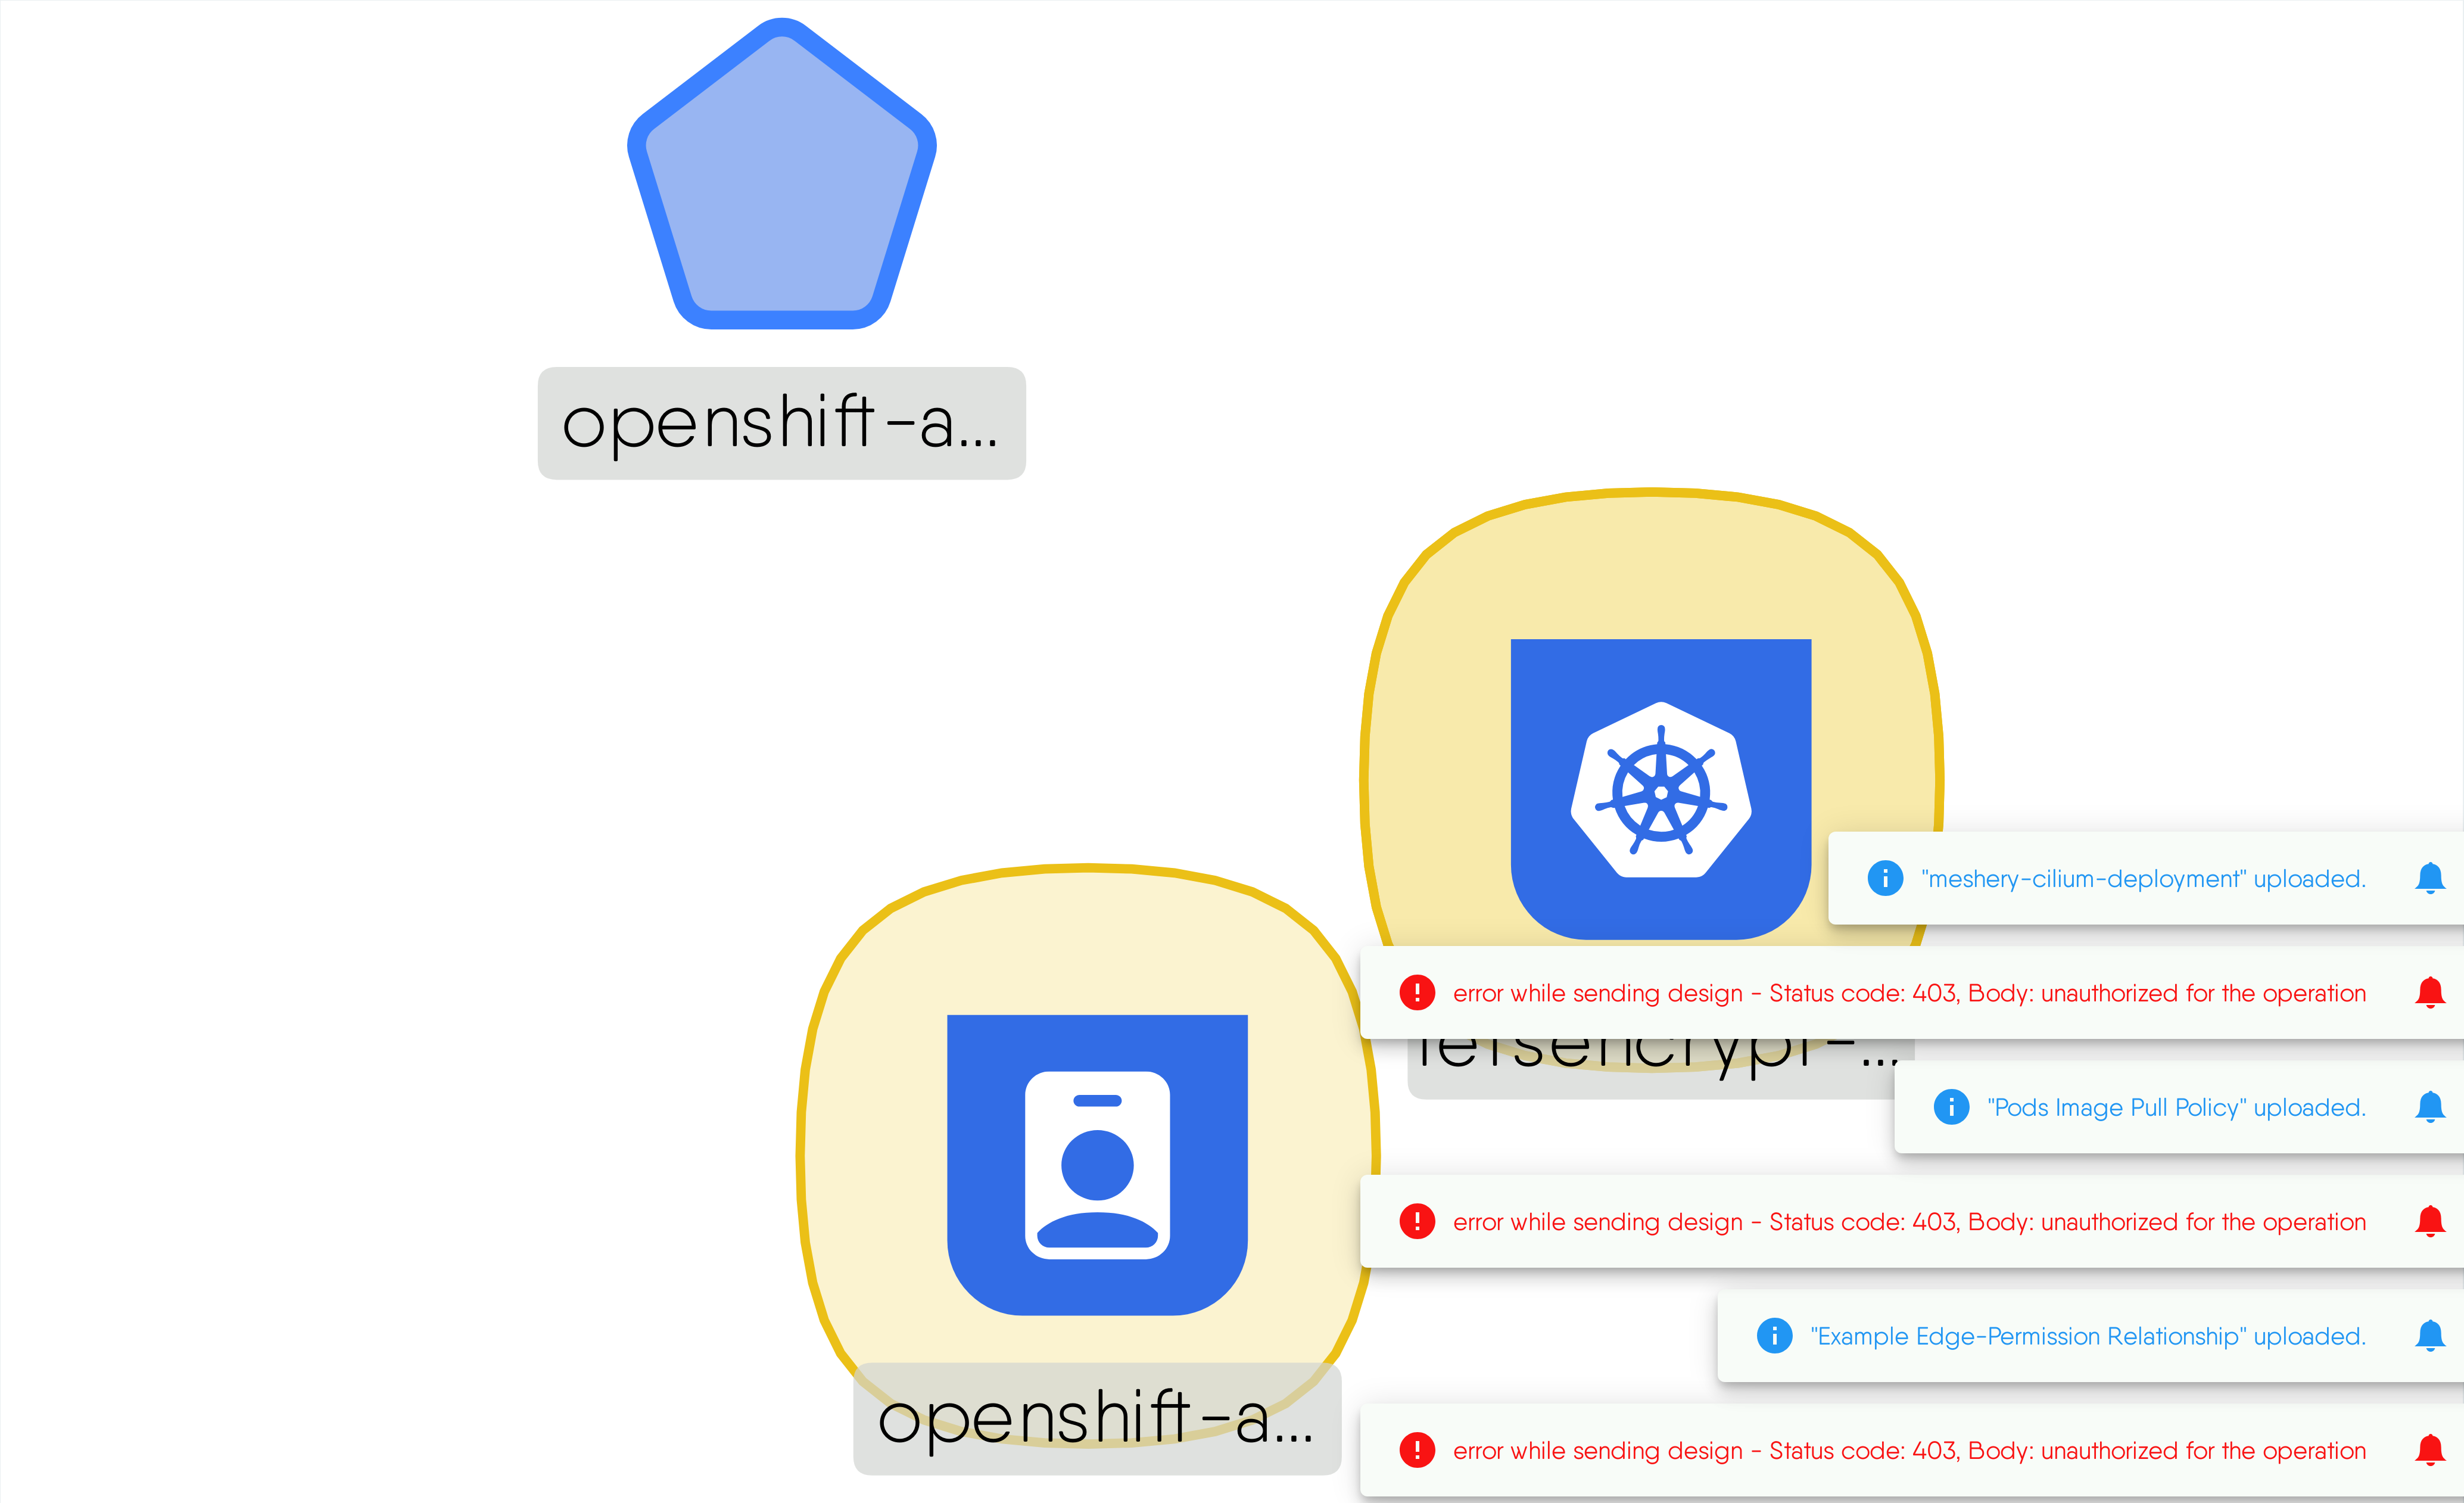 openshift-a...
"meshery-cilium-deployment" uploaded.
error while sending design - Status code: 403, Body: unauthorized for the operation
letsencrypt-...
"Pods Image Pull Policy" uploaded.
error while sending design - Status code: 403, Body: unauthorized for the operation
"Example Edge-Permission Relationship" uploaded.
openshift-a...
error while sending design - Status code: 403, Body: unauthorized for the operation